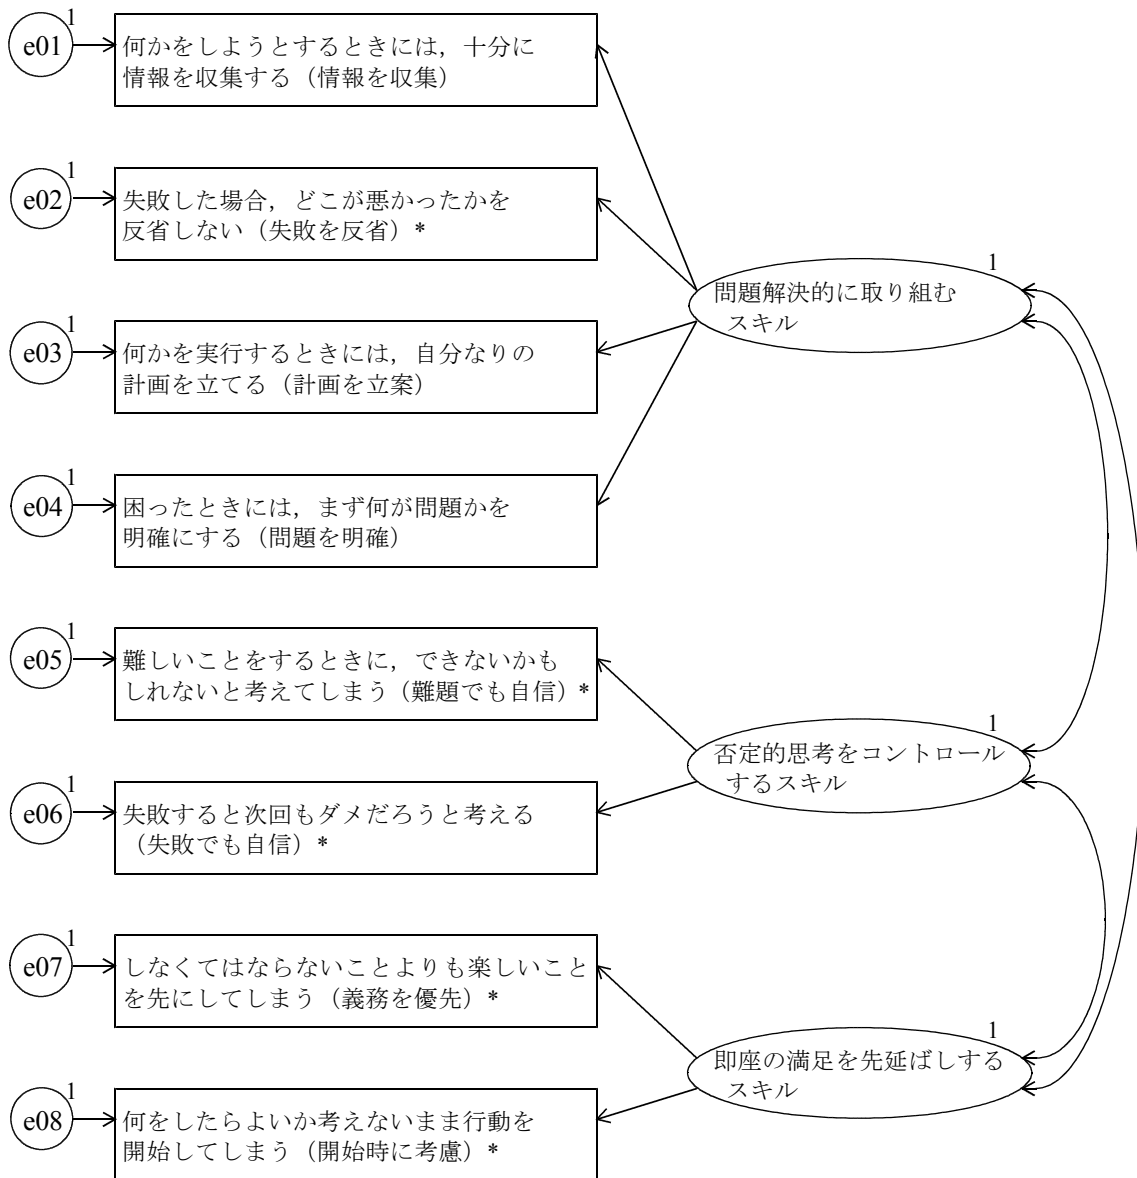 1
e01
何かをしようとするときには，十分に
情報を収集する（情報を収集）
1
e02
失敗した場合，どこが悪かったかを
反省しない（失敗を反省）*
1
問題解決的に取り組む
スキル
1
e03
何かを実行するときには，自分なりの
計画を立てる（計画を立案）
1
e04
困ったときには，まず何が問題かを
明確にする（問題を明確）
1
e05
難しいことをするときに，できないかも
しれないと考えてしまう（難題でも自信）*
1
否定的思考をコントロール
するスキル
1
e06
失敗すると次回もダメだろうと考える
（失敗でも自信）*
1
e07
しなくてはならないことよりも楽しいこと
を先にしてしまう（義務を優先）*
1
即座の満足を先延ばしする
スキル
1
e08
何をしたらよいか考えないまま行動を
開始してしまう（開始時に考慮）*